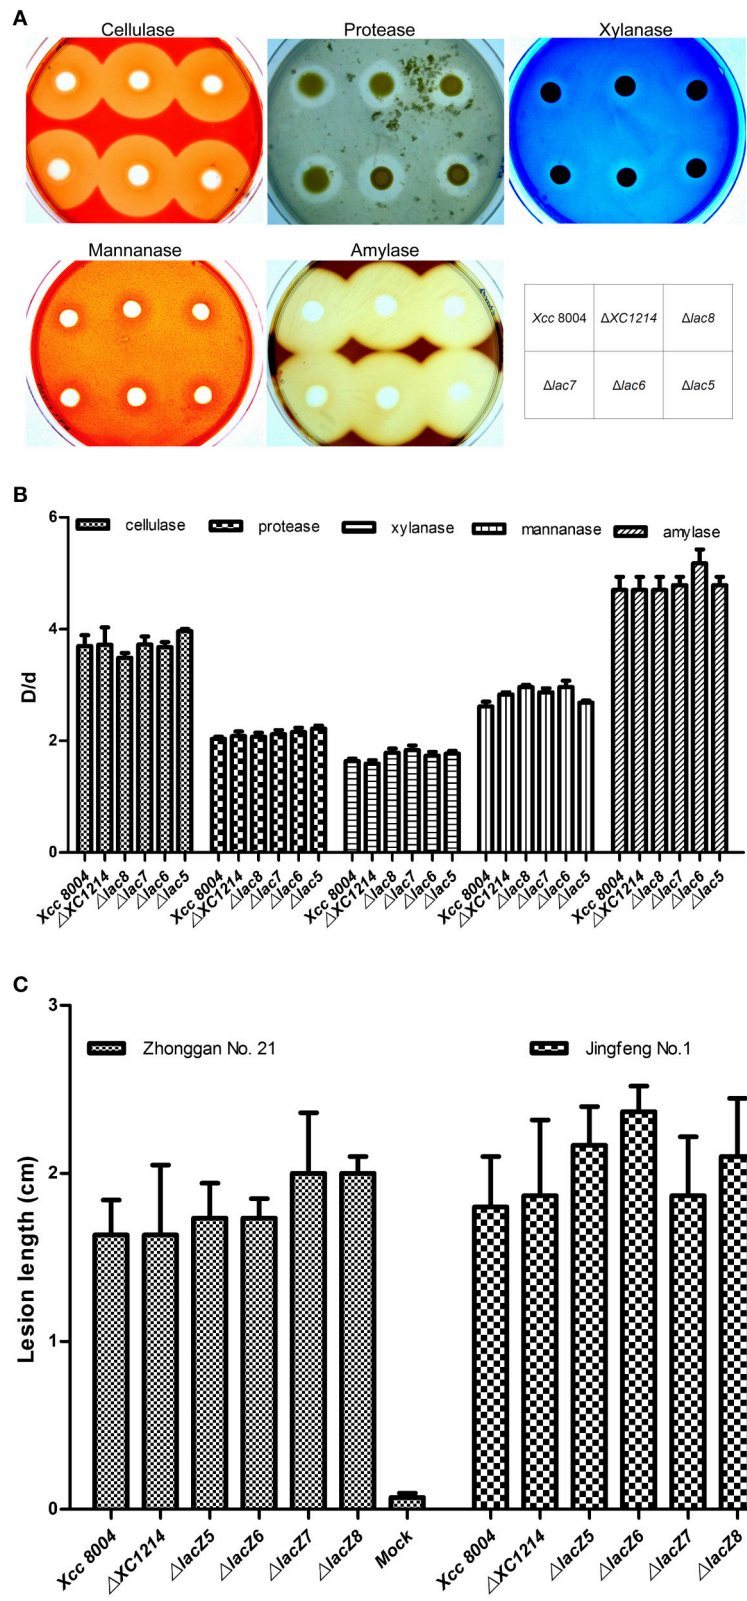 A
Cellulase
Protease
Xylanase
Mannanase
Amylase
Xcc 8004
ΔXC1214
Δlac8
Δlac7
Δlac6
Δlac5
B
6
4
2
0
D/d
cellulase
protease
xylanase
mannanase
amylase
Xcc 8004
△XC1214
△lac8
△lac7
△lac6
△lac5
Xcc 8004
△XC1214
△lac8
△lac7
△lac6
△lac5
Xcc 8004
△XC1214
△lac8
△lac7
△lac6
△lac5
Xcc 8004
△XC1214
△lac8
△lac7
△lac6
△lac5
Xcc 8004
△XC1214
△lac8
△lac7
△lac6
△lac5
C
3
2
1
0
Lesion length (cm)
Zhonggan No. 21
Jingfeng No.1
Xcc 8004
△XC1214
△lacZ5
△lacZ6
△lacZ7
△lacZ8
Mock
Xcc 8004
△XC1214
△lacZ5
△lacZ6
△lacZ7
△lacZ8